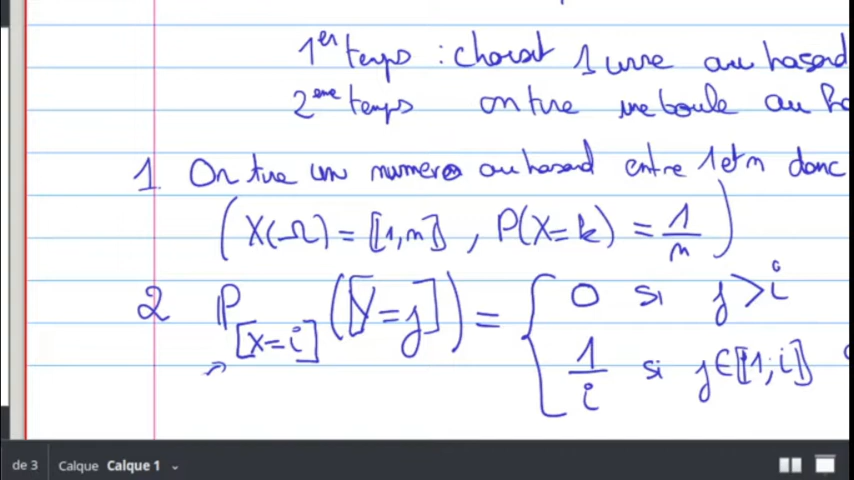 1er temps : choisit 1 urne au hasard
2ème temps on tire une boule au ha
1. On tire un numéro au hasard entre 1 et n donc
(X(Ω) = ⟦1,n⟧ , P(X=k) = 1/n)
2 P[X=i]([Y=j]) = { 0 si j>i
1/i si j∈⟦1;i⟧
de 3 Calque Calque 1